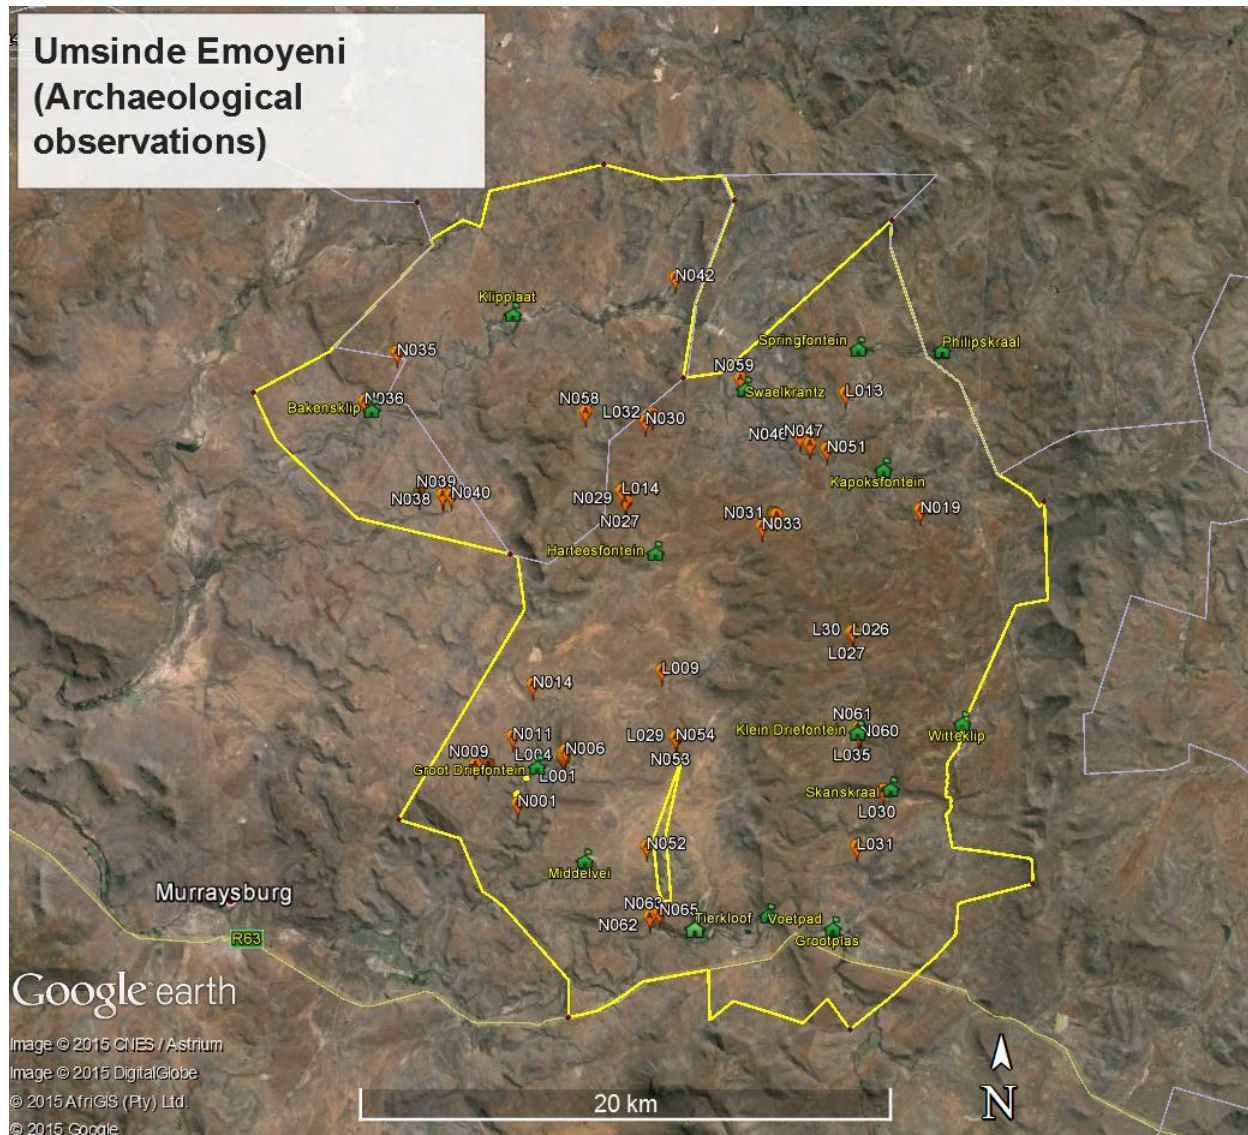 Umsinde Emoyeni
(Archaeological
observations)
N042
Klipplaat
Springfontein
Philipskraal
N035
N059
Swaelkrantz
L013
N036
Bakensklip
N058
L032
N030
N046
N047
N051
Kapoksfontein
N039
N038
N040
N029
L014
N027
N031
N033
N019
Harteesfontein
L30
L026
L027
L009
N014
N011
L004
N006
N009
Groot Driefontein
L001
N001
L029
N054
N053
N061
Klein Driefontein
N060
L035
Witteklip
Skanskraal
L030
L031
N052
Middelvei
N063
N065
N062
Tierkloof
Voetpad
Grootplas
Murraysburg
R63
Google earth
Image © 2015 CNES / Astrium
Image © 2015 DigitalGlobe
© 2015 AfriGIS (Pty) Ltd.
© 2015 Google
20 km
N